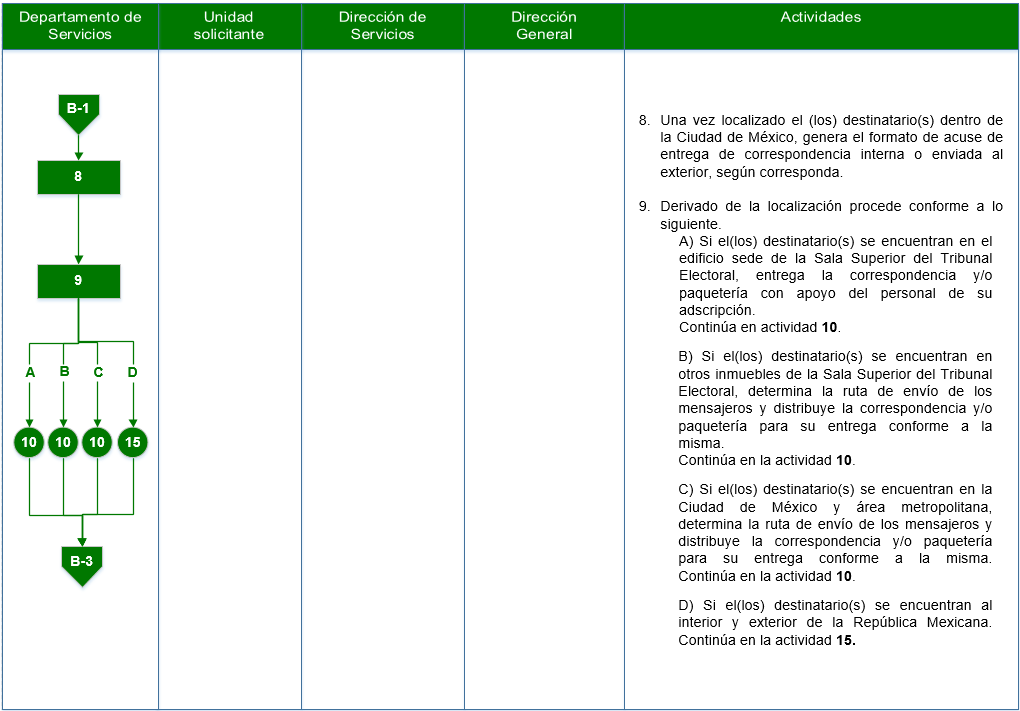 Departamento de
Servicios
Unidad
solicitante
Dirección de
Servicios
Dirección
General
Actividades
B-1
8
9
A
B
C
D
10
10
10
15
B-3
8. Una vez localizado el (los) destinatario(s) dentro de
la Ciudad de México, genera el formato de acuse de
entrega de correspondencia interna o enviada al
exterior, según corresponda.
9. Derivado de la localización procede conforme a lo
siguiente.
A) Si el(los) destinatario(s) se encuentran en el
edificio sede de la Sala Superior del Tribunal
Electoral, entrega la correspondencia y/o
paquetería con apoyo del personal de su
adscripción.
Continúa en actividad 10.
B) Si el(los) destinatario(s) se encuentran en
otros inmuebles de la Sala Superior del Tribunal
Electoral, determina la ruta de envío de los
mensajeros y distribuye la correspondencia y/o
paquetería para su entrega conforme a la
misma.
Continúa en la actividad 10.
C) Si el(los) destinatario(s) se encuentran en la
Ciudad de México y área metropolitana,
determina la ruta de envío de los mensajeros y
distribuye la correspondencia y/o paquetería
para su entrega conforme a la misma.
Continúa en la actividad 10.
D) Si el(los) destinatario(s) se encuentran al
interior y exterior de la República Mexicana.
Continúa en la actividad 15.